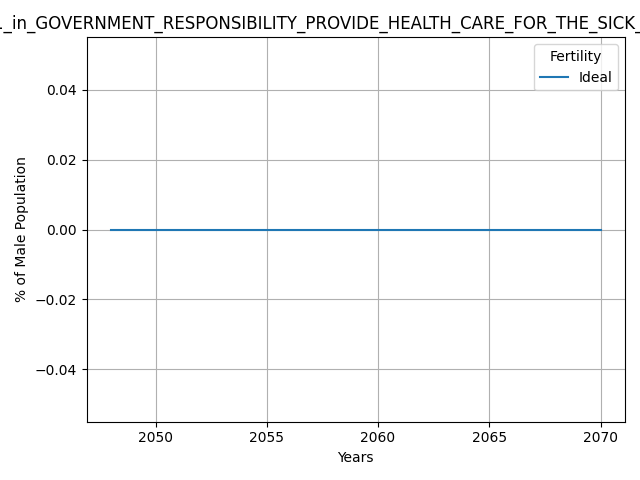 _in_GOVERNMENT_RESPONSIBILITY_PROVIDE_HEALTH_CARE_FOR_THE_SICK_
Fertility
Ideal
% of Male Population
0.04
0.02
0.00
−0.02
−0.04
2050 2055 2060 2065 2070
Years